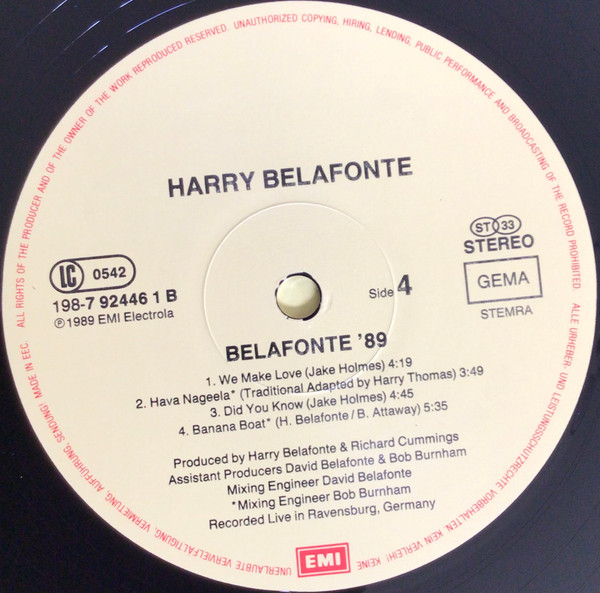 ALL RIGHTS OF THE PRODUCER AND OF THE OWNER OF THE WORK REPRODUCED RESERVED. UNAUTHORIZED COPYING, HIRING, LENDING, PUBLIC PERFORMANCE AND BROADCASTING OF THE RECORD PROHIBITED.
HARRY BELAFONTE
LC 0542
198-7 92446 1 B
Ⓟ1989 EMI Electrola
Side 4
ST 33
STEREO
GEMA
STEMRA
BELAFONTE '89
1. We Make Love (Jake Holmes) 4:19
2. Hava Nageela* (Traditional Adapted by Harry Thomas) 3:49
3. Did You Know (Jake Holmes) 4:45
4. Banana Boat* (H. Belafonte / B. Attaway) 5:35
Produced by Harry Belafonte & Richard Cummings
Assistant Producers David Belafonte & Bob Burnham
Mixing Engineer David Belafonte
*Mixing Engineer Bob Burnham
Recorded Live in Ravensburg, Germany
EMI
ALLE URHEBER- UND LEISTUNGSSCHUTZRECHTE VORBEHALTEN. KEIN VERLEIH! KEINE UNERLAUBTE VERVIELFÄLTIGUNG, VERMIETUNG, AUFFÜHRUNG, SENDUNG! MADE IN EEC.